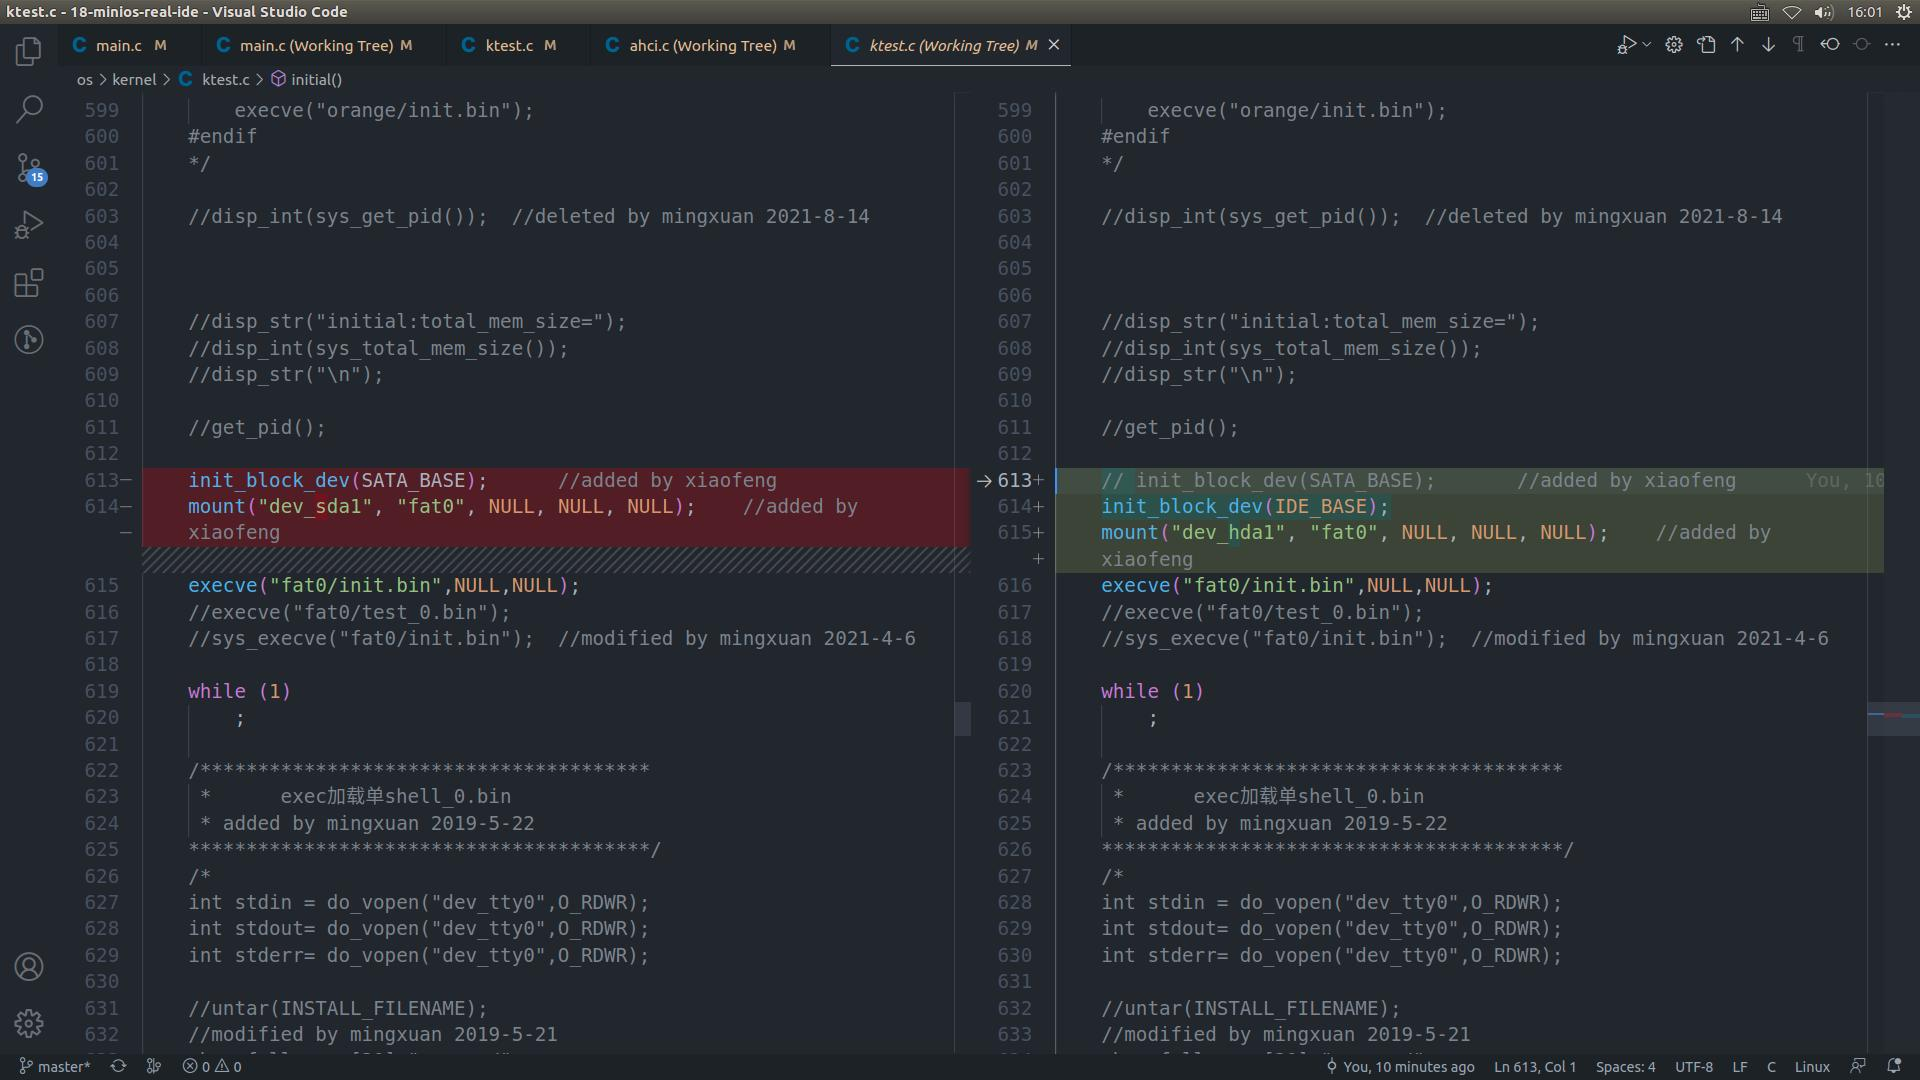 ktest.c - 18-minios-real-ide - Visual Studio Code
16:01
main.c M
main.c (Working Tree) M
ktest.c M
ahci.c (Working Tree) M
ktest.c (Working Tree) M
os > kernel > ktest.c > initial()
15
599 execve("orange/init.bin");
600 #endif
601 */
602
603 //disp_int(sys_get_pid());  //deleted by mingxuan 2021-8-14
604
605
606
607 //disp_str("initial:total_mem_size=");
608 //disp_int(sys_total_mem_size());
609 //disp_str("\n");
610
611 //get_pid();
612
613− init_block_dev(SATA_BASE);      //added by xiaofeng
614− mount("dev_sda1", "fat0", NULL, NULL, NULL);    //added by
− xiaofeng
615 execve("fat0/init.bin",NULL,NULL);
616 //execve("fat0/test_0.bin");
617 //sys_execve("fat0/init.bin");  //modified by mingxuan 2021-4-6
618
619 while (1)
620 ;
621
622 /***************************************
623 *      exec加载单shell_0.bin
624 * added by mingxuan 2019-5-22
625 ****************************************/
626 /*
627 int stdin = do_vopen("dev_tty0",O_RDWR);
628 int stdout= do_vopen("dev_tty0",O_RDWR);
629 int stderr= do_vopen("dev_tty0",O_RDWR);
630
631 //untar(INSTALL_FILENAME);
632 //modified by mingxuan 2019-5-21
599 execve("orange/init.bin");
600 #endif
601 */
602
603 //disp_int(sys_get_pid());  //deleted by mingxuan 2021-8-14
604
605
606
607 //disp_str("initial:total_mem_size=");
608 //disp_int(sys_total_mem_size());
609 //disp_str("\n");
610
611 //get_pid();
612
→ 613+ // init_block_dev(SATA_BASE);       //added by xiaofeng      You, 10
614+ init_block_dev(IDE_BASE);
615+ mount("dev_hda1", "fat0", NULL, NULL, NULL);    //added by
+ xiaofeng
616 execve("fat0/init.bin",NULL,NULL);
617 //execve("fat0/test_0.bin");
618 //sys_execve("fat0/init.bin");  //modified by mingxuan 2021-4-6
619
620 while (1)
621 ;
622
623 /***************************************
624 *      exec加载单shell_0.bin
625 * added by mingxuan 2019-5-22
626 ****************************************/
627 /*
628 int stdin = do_vopen("dev_tty0",O_RDWR);
629 int stdout= do_vopen("dev_tty0",O_RDWR);
630 int stderr= do_vopen("dev_tty0",O_RDWR);
631
632 //untar(INSTALL_FILENAME);
633 //modified by mingxuan 2019-5-21
master* 0 0 You, 10 minutes ago Ln 613, Col 1 Spaces: 4 UTF-8 LF C Linux